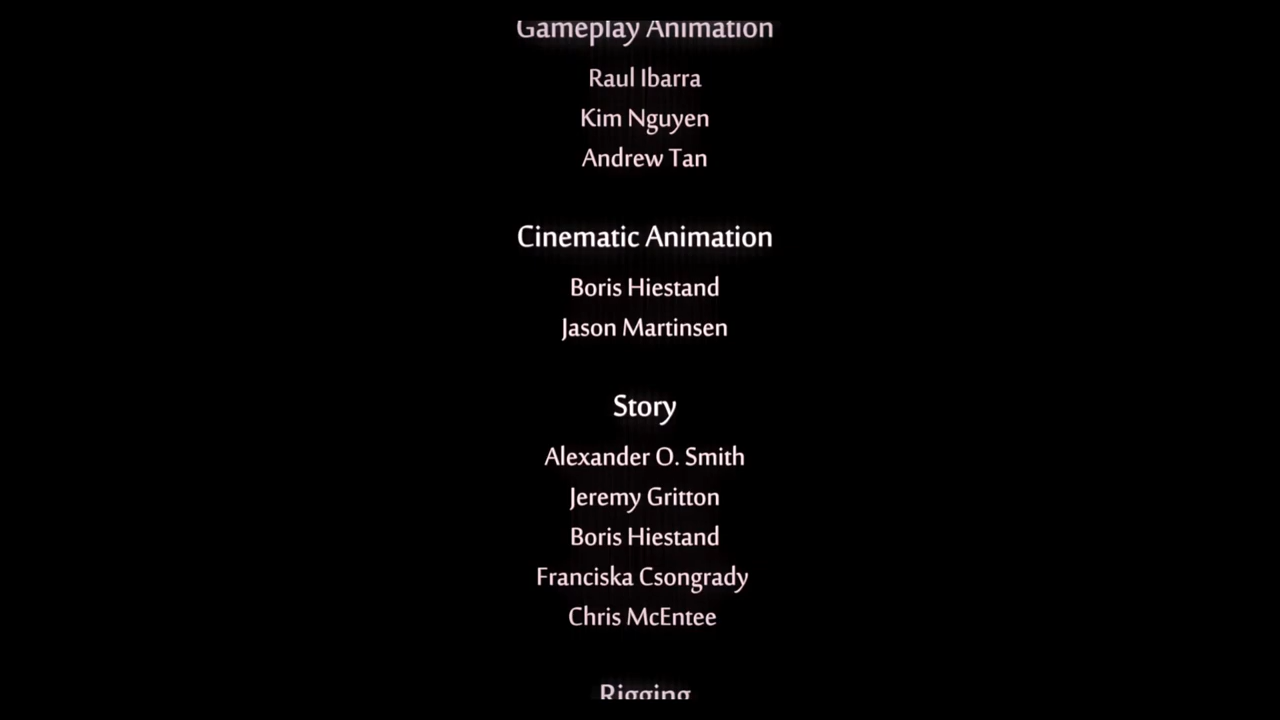 Gameplay Animation
Raul Ibarra
Kim Nguyen
Andrew Tan
Cinematic Animation
Boris Hiestand
Jason Martinsen
Story
Alexander O. Smith
Jeremy Gritton
Boris Hiestand
Franciska Csongrady
Chris McEntee
Rigging